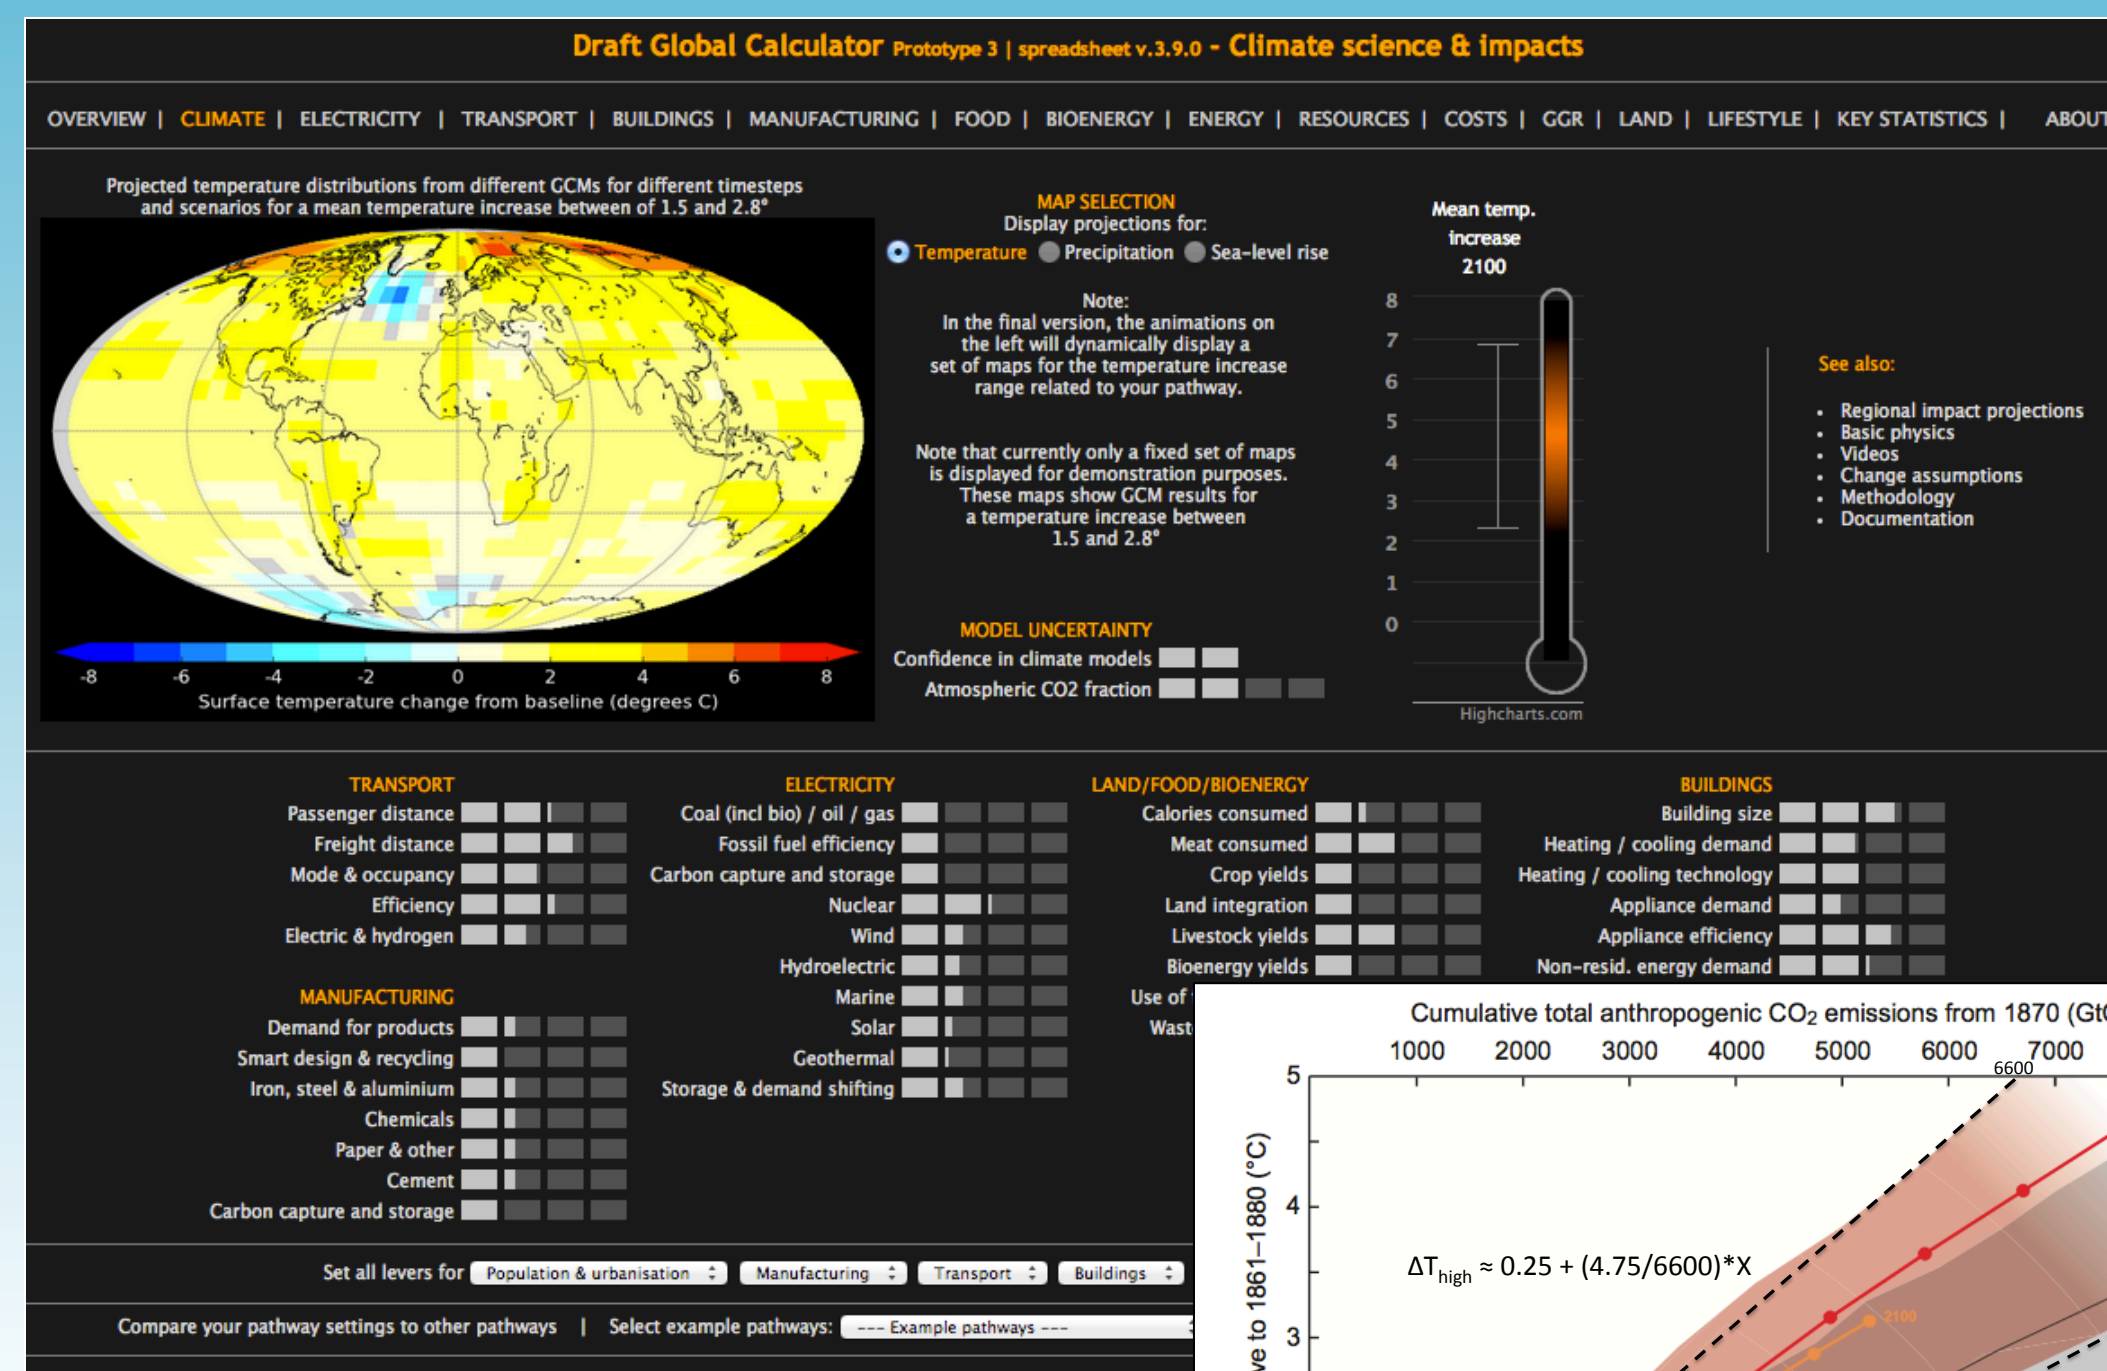 Draft Global Calculator Prototype 3 | spreadsheet v.3.9.0 - Climate science & impacts
OVERVIEW | CLIMATE | ELECTRICITY | TRANSPORT | BUILDINGS | MANUFACTURING | FOOD | BIOENERGY | ENERGY | RESOURCES | COSTS | GGR | LAND | LIFESTYLE | KEY STATISTICS | ABOUT
Projected temperature distributions from different GCMs for different timesteps
and scenarios for a mean temperature increase between of 1.5 and 2.8°
-8 -6 -4 -2 0 2 4 6 8
Surface temperature change from baseline (degrees C)
MAP SELECTION
Display projections for:
Temperature Precipitation Sea-level rise
Note:
In the final version, the animations on
the left will dynamically display a
set of maps for the temperature increase
range related to your pathway.
Note that currently only a fixed set of maps
is displayed for demonstration purposes.
These maps show GCM results for
a temperature increase between
1.5 and 2.8°
MODEL UNCERTAINTY
Confidence in climate models
Atmospheric CO2 fraction
Mean temp.
increase
2100
8
7
6
5
4
3
2
1
0
Highcharts.com
See also:
• Regional impact projections
• Basic physics
• Videos
• Change assumptions
• Methodology
• Documentation
TRANSPORT
Passenger distance
Freight distance
Mode & occupancy
Efficiency
Electric & hydrogen
MANUFACTURING
Demand for products
Smart design & recycling
Iron, steel & aluminium
Chemicals
Paper & other
Cement
Carbon capture and storage
ELECTRICITY
Coal (incl bio) / oil / gas
Fossil fuel efficiency
Carbon capture and storage
Nuclear
Wind
Hydroelectric
Marine
Solar
Geothermal
Storage & demand shifting
LAND/FOOD/BIOENERGY
Calories consumed
Meat consumed
Crop yields
Land integration
Livestock yields
Bioenergy yields
Use of
Wast
BUILDINGS
Building size
Heating / cooling demand
Heating / cooling technology
Appliance demand
Appliance efficiency
Non-resid. energy demand
Set all levers for Population & urbanisation Manufacturing Transport Buildings
Compare your pathway settings to other pathways | Select example pathways: --- Example pathways ---
Cumulative total anthropogenic CO2 emissions from 1870 (Gt
1000 2000 3000 4000 5000 6000 7000
6600
5
4
3
ve to 1861–1880 (°C)
ΔThigh ≈ 0.25 + (4.75/6600)*X
2100